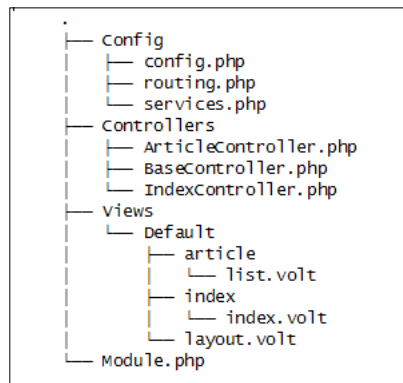 .
├── Config
│   ├── config.php
│   ├── routing.php
│   └── services.php
├── Controllers
│   ├── ArticleController.php
│   ├── BaseController.php
│   └── IndexController.php
├── Views
│   └── Default
│       ├── article
│       │   └── list.volt
│       ├── index
│       │   └── index.volt
│       └── layout.volt
└── Module.php